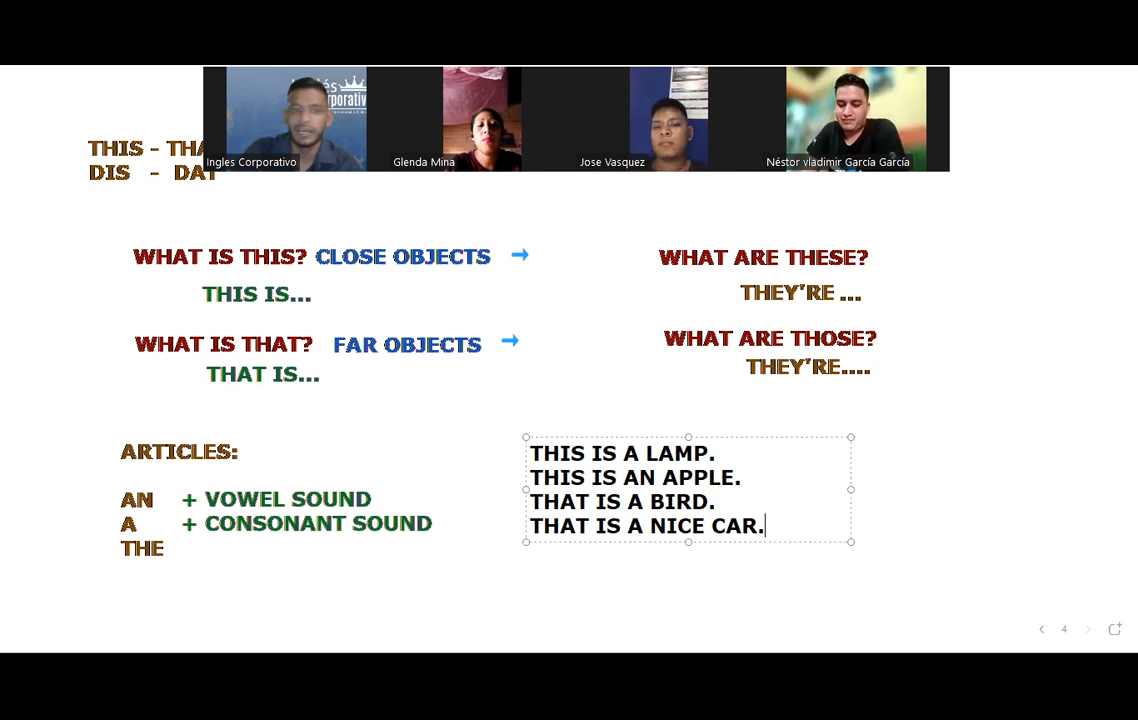 Inglés
Corporativo
Ingles Corporativo
Glenda Mina
Jose Vasquez
Néstor vladimir García García
THIS - THA
DIS - DAT
WHAT IS THIS? CLOSE OBJECTS →
THIS IS...
WHAT ARE THESE?
THEY'RE ...
WHAT IS THAT? FAR OBJECTS →
THAT IS...
WHAT ARE THOSE?
THEY'RE....
ARTICLES:
AN + VOWEL SOUND
A + CONSONANT SOUND
THE
THIS IS A LAMP.
THIS IS AN APPLE.
THAT IS A BIRD.
THAT IS A NICE CAR.
4